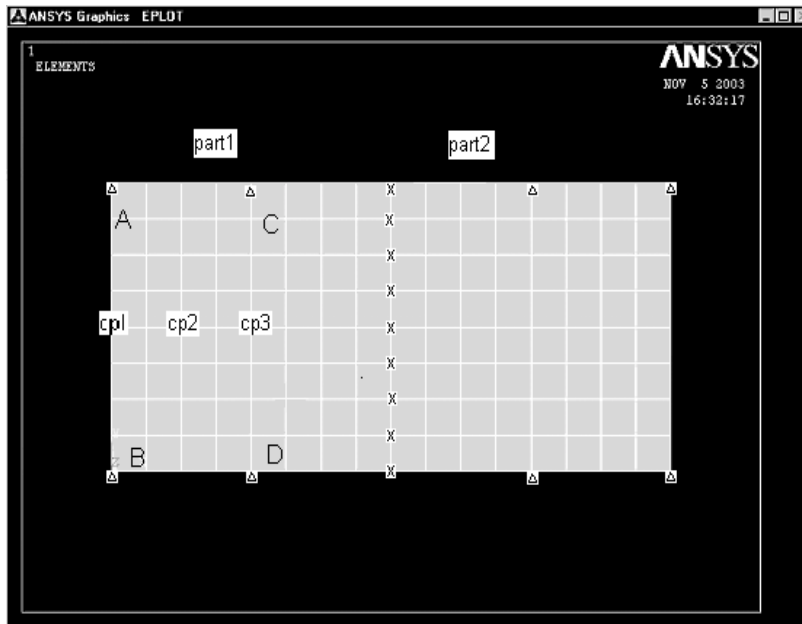 ANSYS Graphics EPLOT
1
ELEMENTS
ANSYS
NOV 5 2003
16:32:17
part1
part2
X
A
C
X
X
X
cp1
cp2
cp3
X
X
X
X
B
D
Z
X